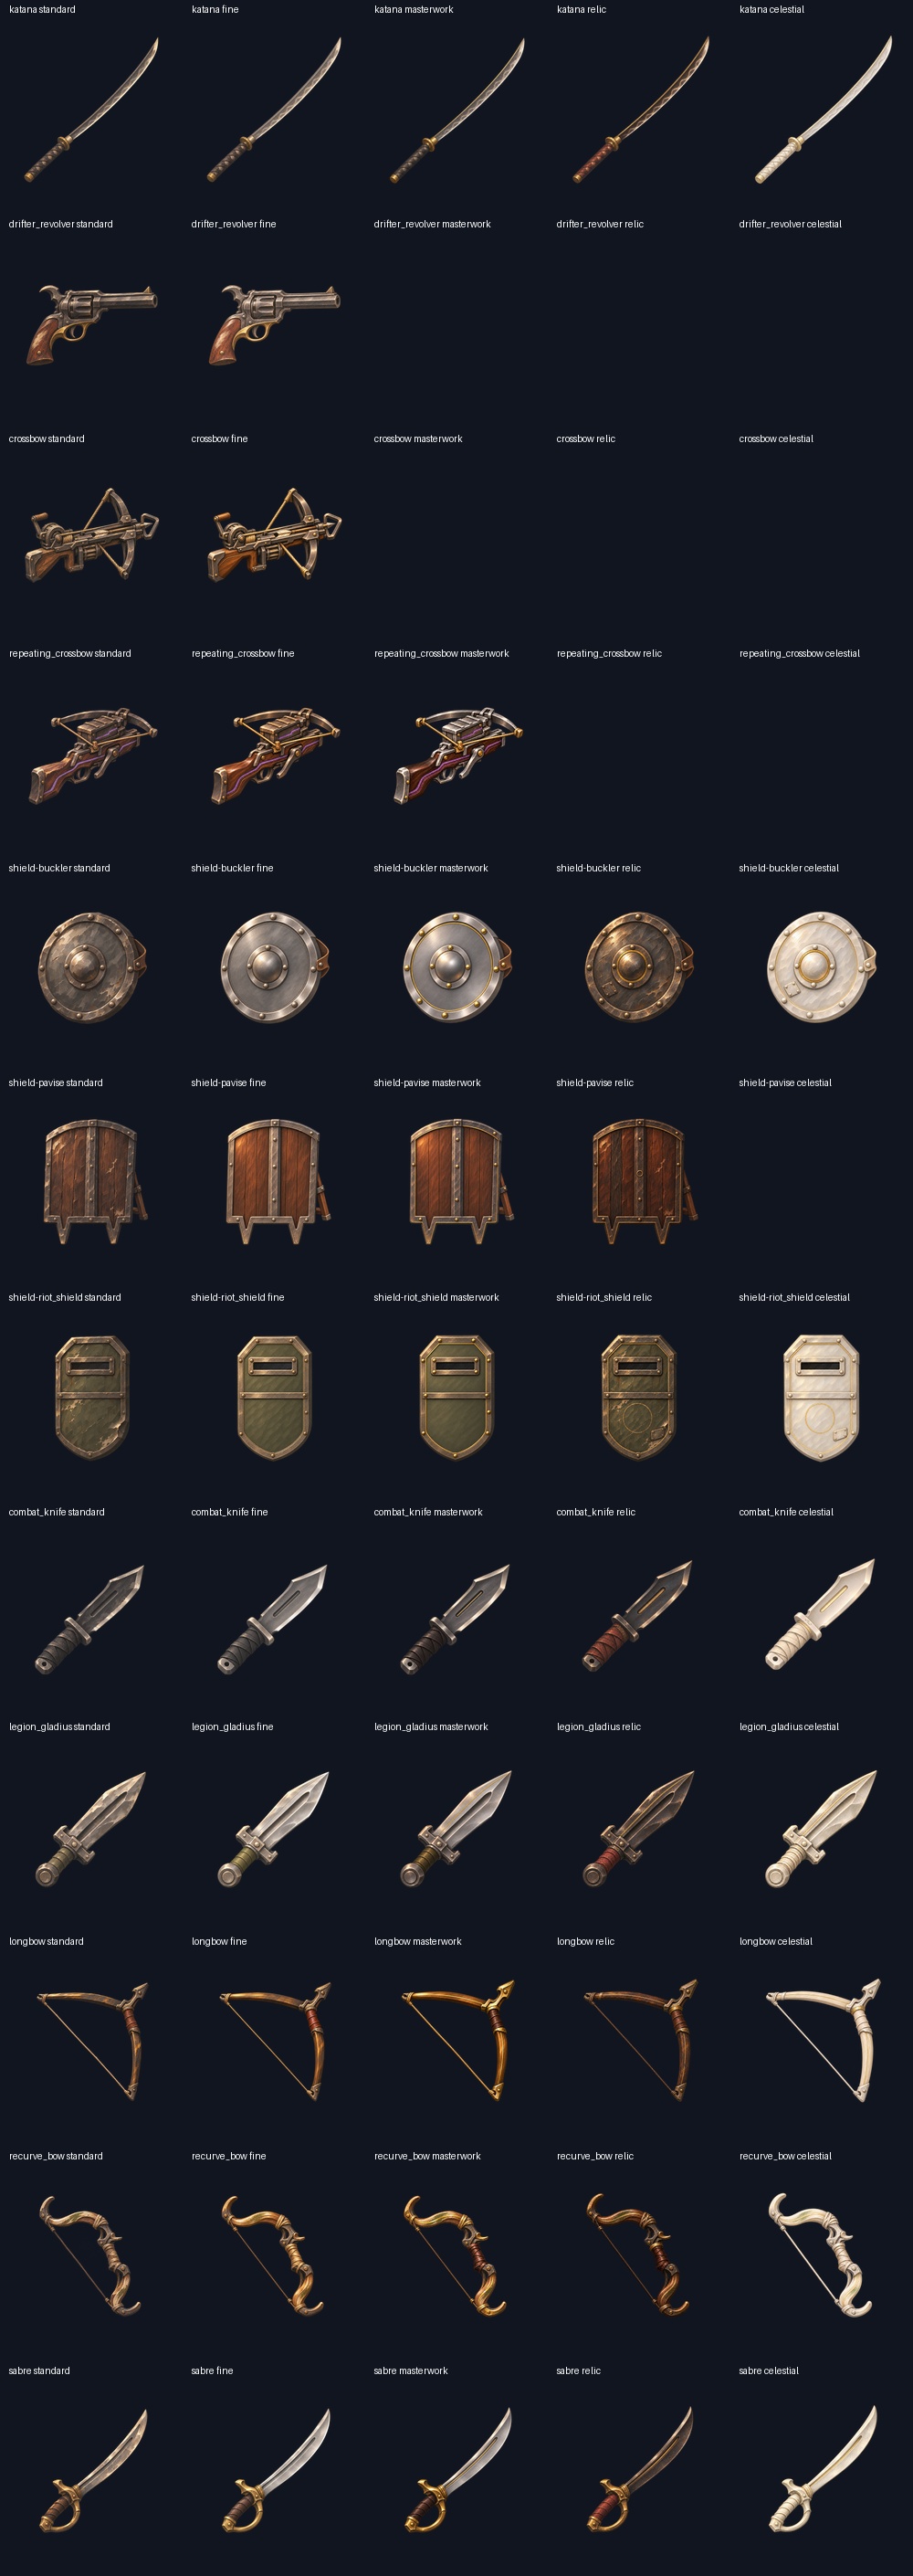 katana standard katana fine katana masterwork katana relic katana celestial
drifter_revolver standard drifter_revolver fine drifter_revolver masterwork drifter_revolver relic drifter_revolver celestial
crossbow standard crossbow fine crossbow masterwork crossbow relic crossbow celestial
repeating_crossbow standard repeating_crossbow fine repeating_crossbow masterwork repeating_crossbow relic repeating_crossbow celestial
shield-buckler standard shield-buckler fine shield-buckler masterwork shield-buckler relic shield-buckler celestial
shield-pavise standard shield-pavise fine shield-pavise masterwork shield-pavise relic shield-pavise celestial
shield-riot_shield standard shield-riot_shield fine shield-riot_shield masterwork shield-riot_shield relic shield-riot_shield celestial
combat_knife standard combat_knife fine combat_knife masterwork combat_knife relic combat_knife celestial
legion_gladius standard legion_gladius fine legion_gladius masterwork legion_gladius relic legion_gladius celestial
longbow standard longbow fine longbow masterwork longbow relic longbow celestial
recurve_bow standard recurve_bow fine recurve_bow masterwork recurve_bow relic recurve_bow celestial
sabre standard sabre fine sabre masterwork sabre relic sabre celestial